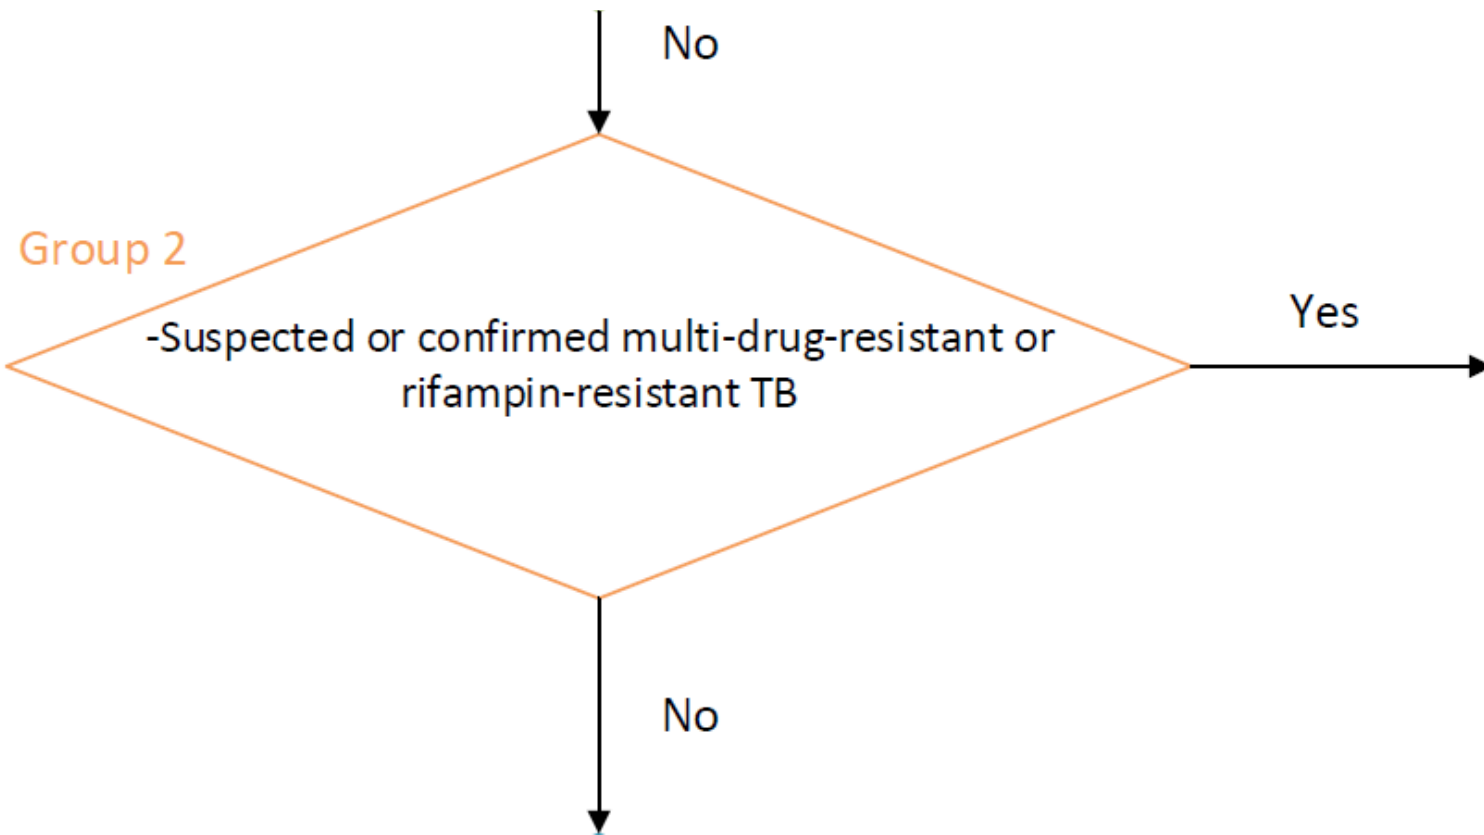 No
Group 2
Yes
-Suspected or confirmed multi-drug-resistant or
rifampin-resistant TB
No